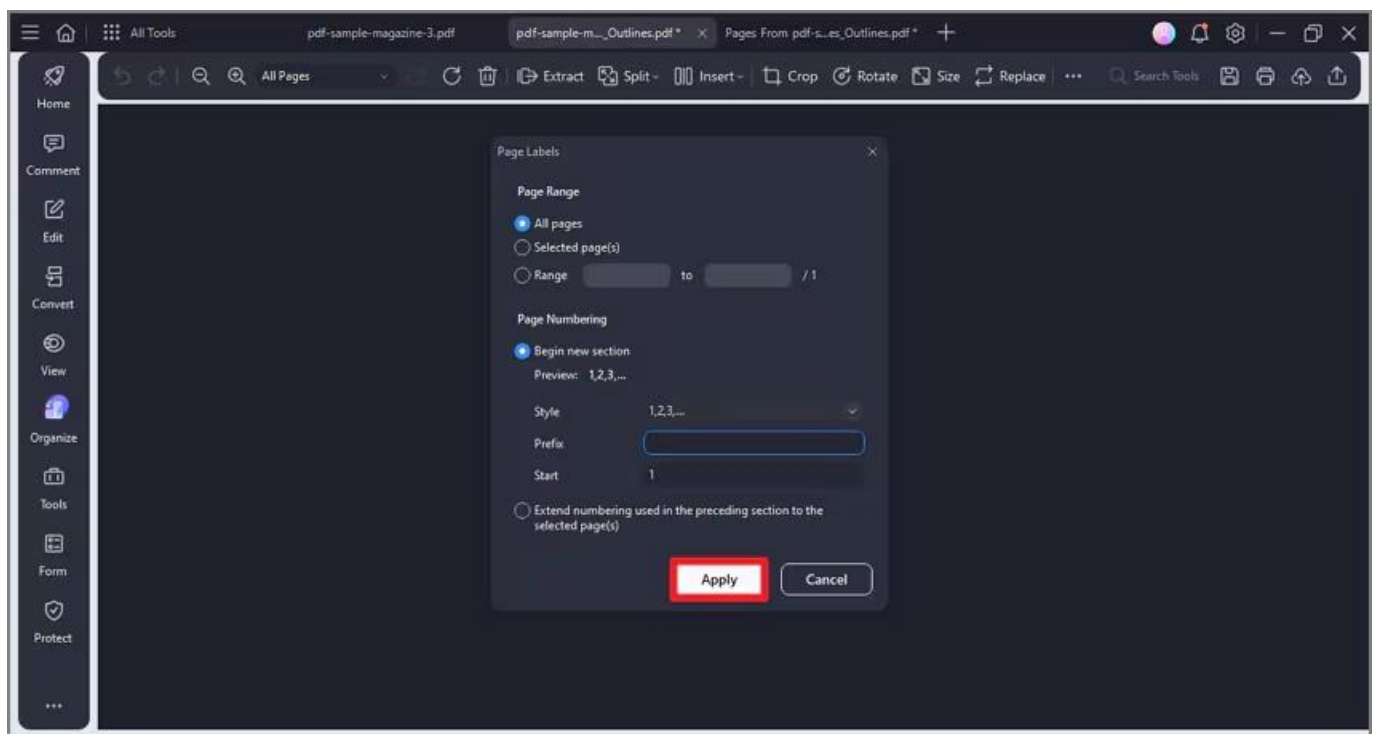 All Tools pdf-sample-magazine-3.pdf pdf-sample-m..._Outlines.pdf * Pages From pdf-s...es_Outlines.pdf *
All Pages Extract Split Insert Crop Rotate Size Replace ... Search Tools
Home
Comment
Edit
Convert
View
Organize
Tools
Form
Protect
...
Page Labels
Page Range
All pages
Selected page(s)
Range to / 1
Page Numbering
Begin new section
Preview: 1,2,3,...
Style 1,2,3,...
Prefix
Start 1
Extend numbering used in the preceding section to the
selected page(s)
Apply Cancel